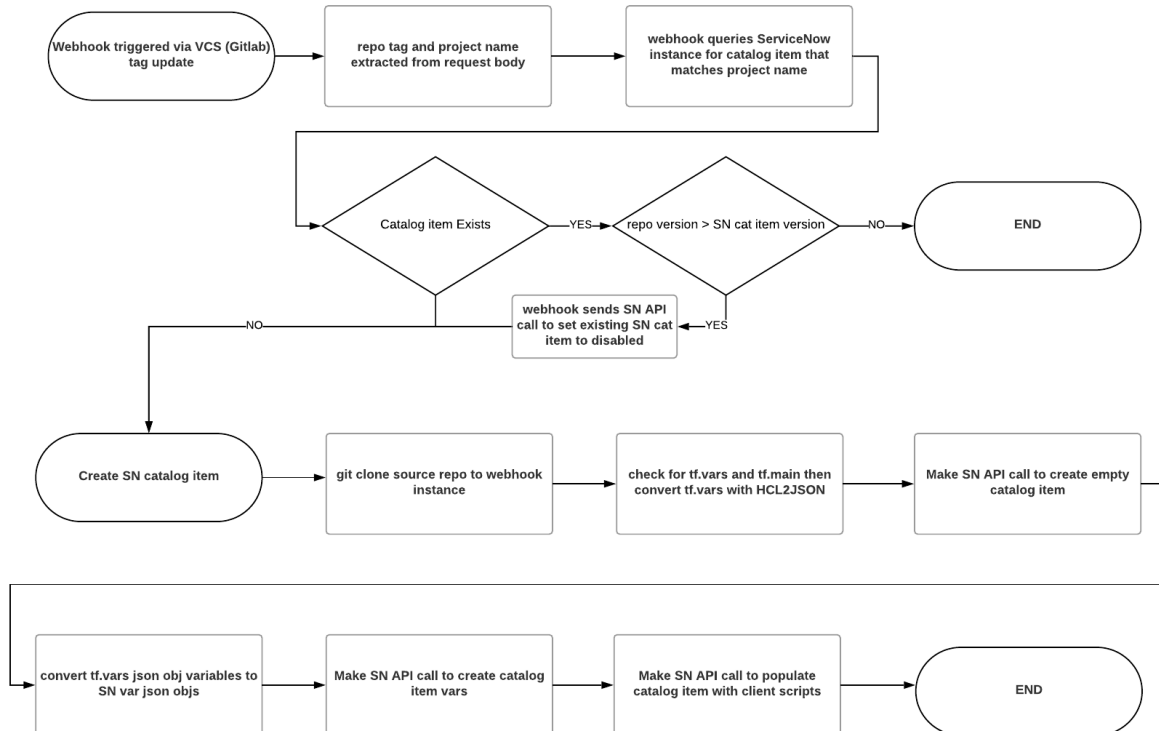 Webhook triggered via VCS (Gitlab)
tag update
repo tag and project name
extracted from request body
webhook queries ServiceNow
instance for catalog item that
matches project name
Catalog item Exists
YES
repo version > SN cat item version
NO
END
webhook sends SN API
call to set existing SN cat
item to disabled
YES
NO
Create SN catalog item
git clone source repo to webhook
instance
check for tf.vars and tf.main then
convert tf.vars with HCL2JSON
Make SN API call to create empty
catalog item
convert tf.vars json obj variables to
SN var json objs
Make SN API call to create catalog
item vars
Make SN API call to populate
catalog item with client scripts
END